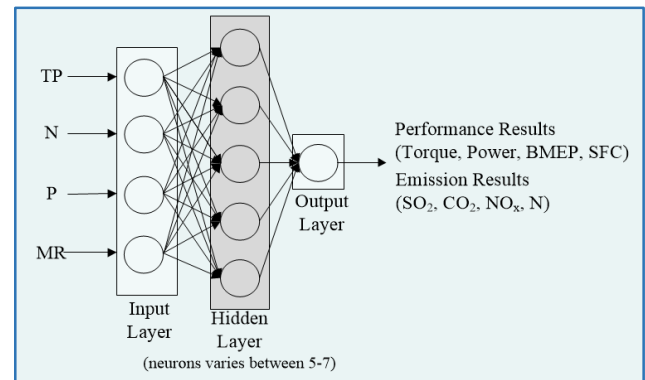 TP
N
P
MR
Input
Layer
Hidden
Layer
(neurons varies between 5-7)
Output
Layer
Performance Results
(Torque, Power, BMEP, SFC)
Emission Results
(SO₂, CO₂, NOₓ, N)